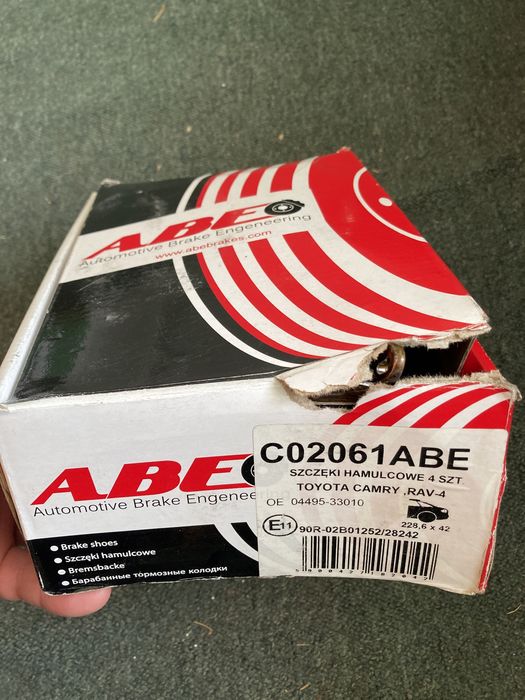 ABE
Automotive Brake Engeneering
www.abebrakes.com
ABE
Automotive Brake Engeneering
• Brake shoes
• Szczęki hamulcowe
• Bremsbacke
• Барабанные тормозные колодки
C02061ABE
SZCZĘKI HAMULCOWE 4 SZT
TOYOTA CAMRY ,RAV-4
OE 04495-33010
228,6 x 42
E11 90R-02B01252/28242